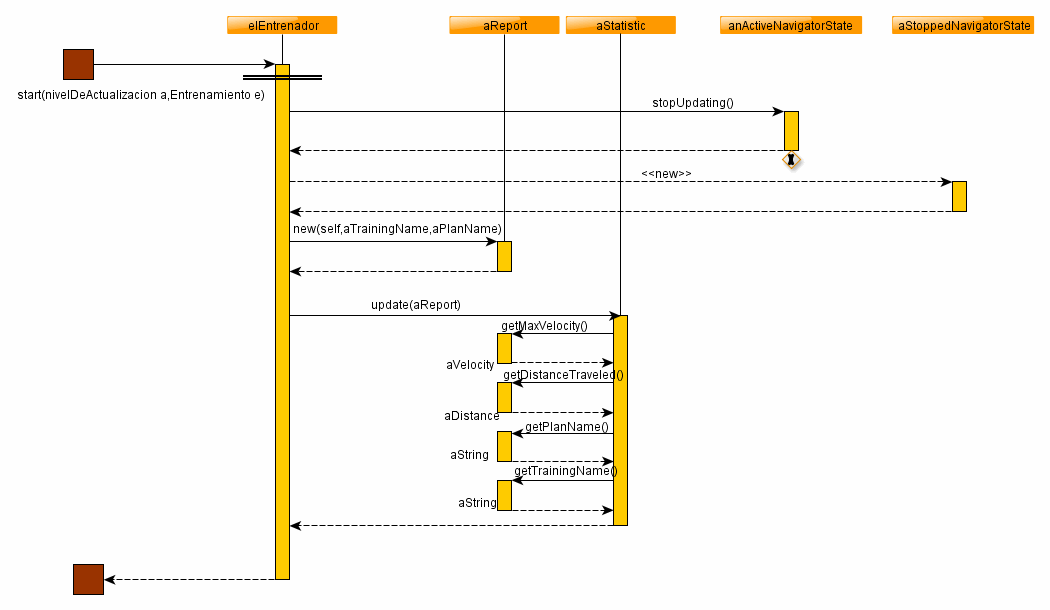 elEntrenador
aReport
aStatistic
anActiveNavigatorState
aStoppedNavigatorState
start(nivelDeActualizacion a,Entrenamiento e)
stopUpdating()
<<new>>
new(self,aTrainingName,aPlanName)
update(aReport)
getMaxVelocity()
aVelocity
getDistanceTraveled()
aDistance
getPlanName()
aString
getTrainingName()
aString